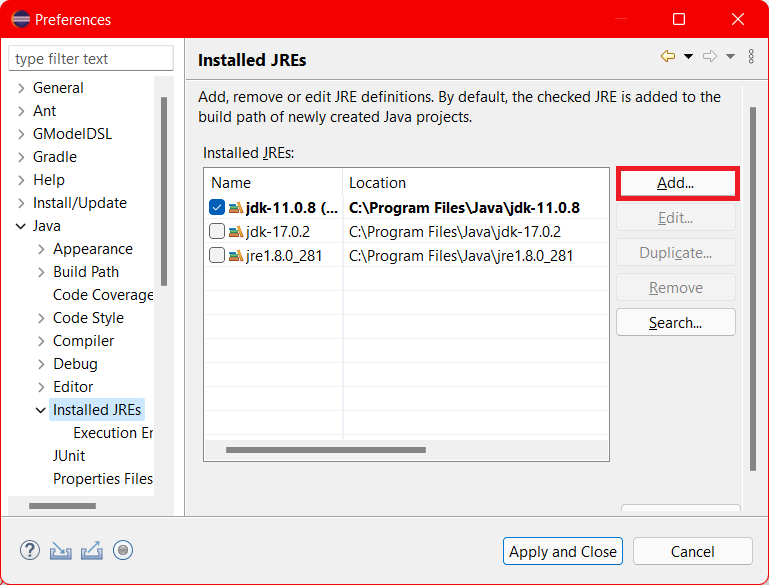 Preferences
type filter text
General
Ant
GModelDSL
Gradle
Help
Install/Update
Java
Appearance
Build Path
Code Coverage
Code Style
Compiler
Debug
Editor
Installed JREs
Execution Er
JUnit
Properties Files
Installed JREs
Add, remove or edit JRE definitions. By default, the checked JRE is added to the
build path of newly created Java projects.
Installed JREs:
Name Location
jdk-11.0.8 (... C:\Program Files\Java\jdk-11.0.8
jdk-17.0.2 C:\Program Files\Java\jdk-17.0.2
jre1.8.0_281 C:\Program Files\Java\jre1.8.0_281
Add...
Edit...
Duplicate...
Remove
Search...
?
Apply and Close
Cancel